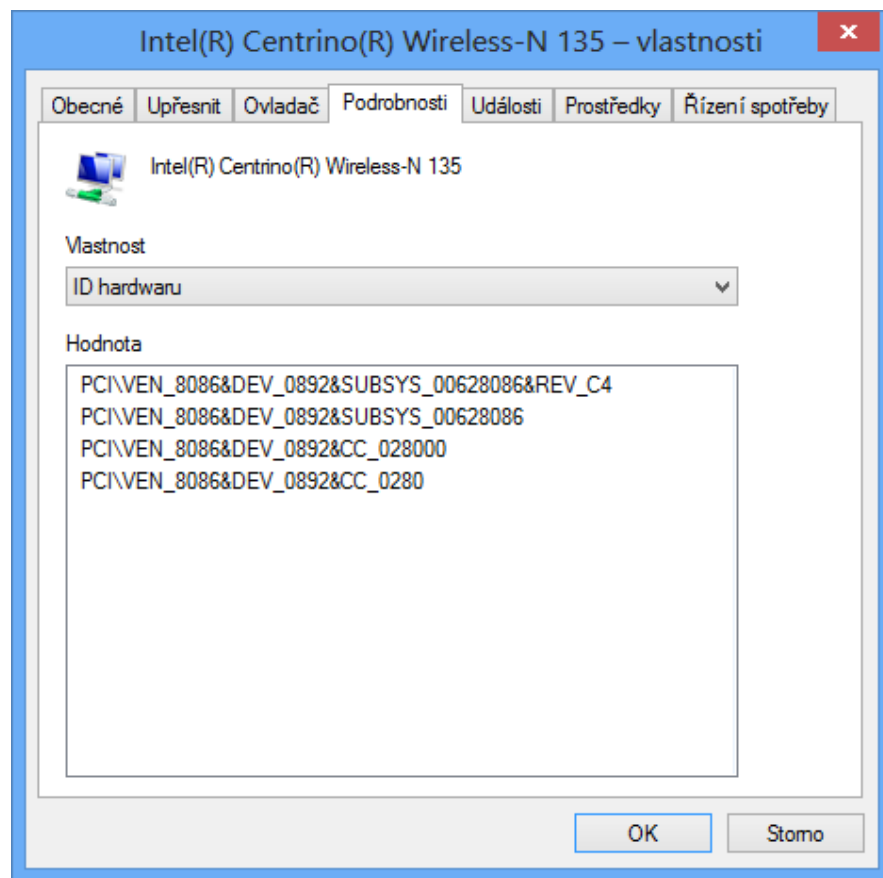 Intel(R) Centrino(R) Wireless-N 135 – vlastnosti
Obecné Upřesnit Ovladač Podrobnosti Události Prostředky Řízení spotřeby
Intel(R) Centrino(R) Wireless-N 135
Vlastnost
ID hardwaru
Hodnota
PCI\VEN_8086&DEV_0892&SUBSYS_00628086&REV_C4
PCI\VEN_8086&DEV_0892&SUBSYS_00628086
PCI\VEN_8086&DEV_0892&CC_028000
PCI\VEN_8086&DEV_0892&CC_0280
OK Storno